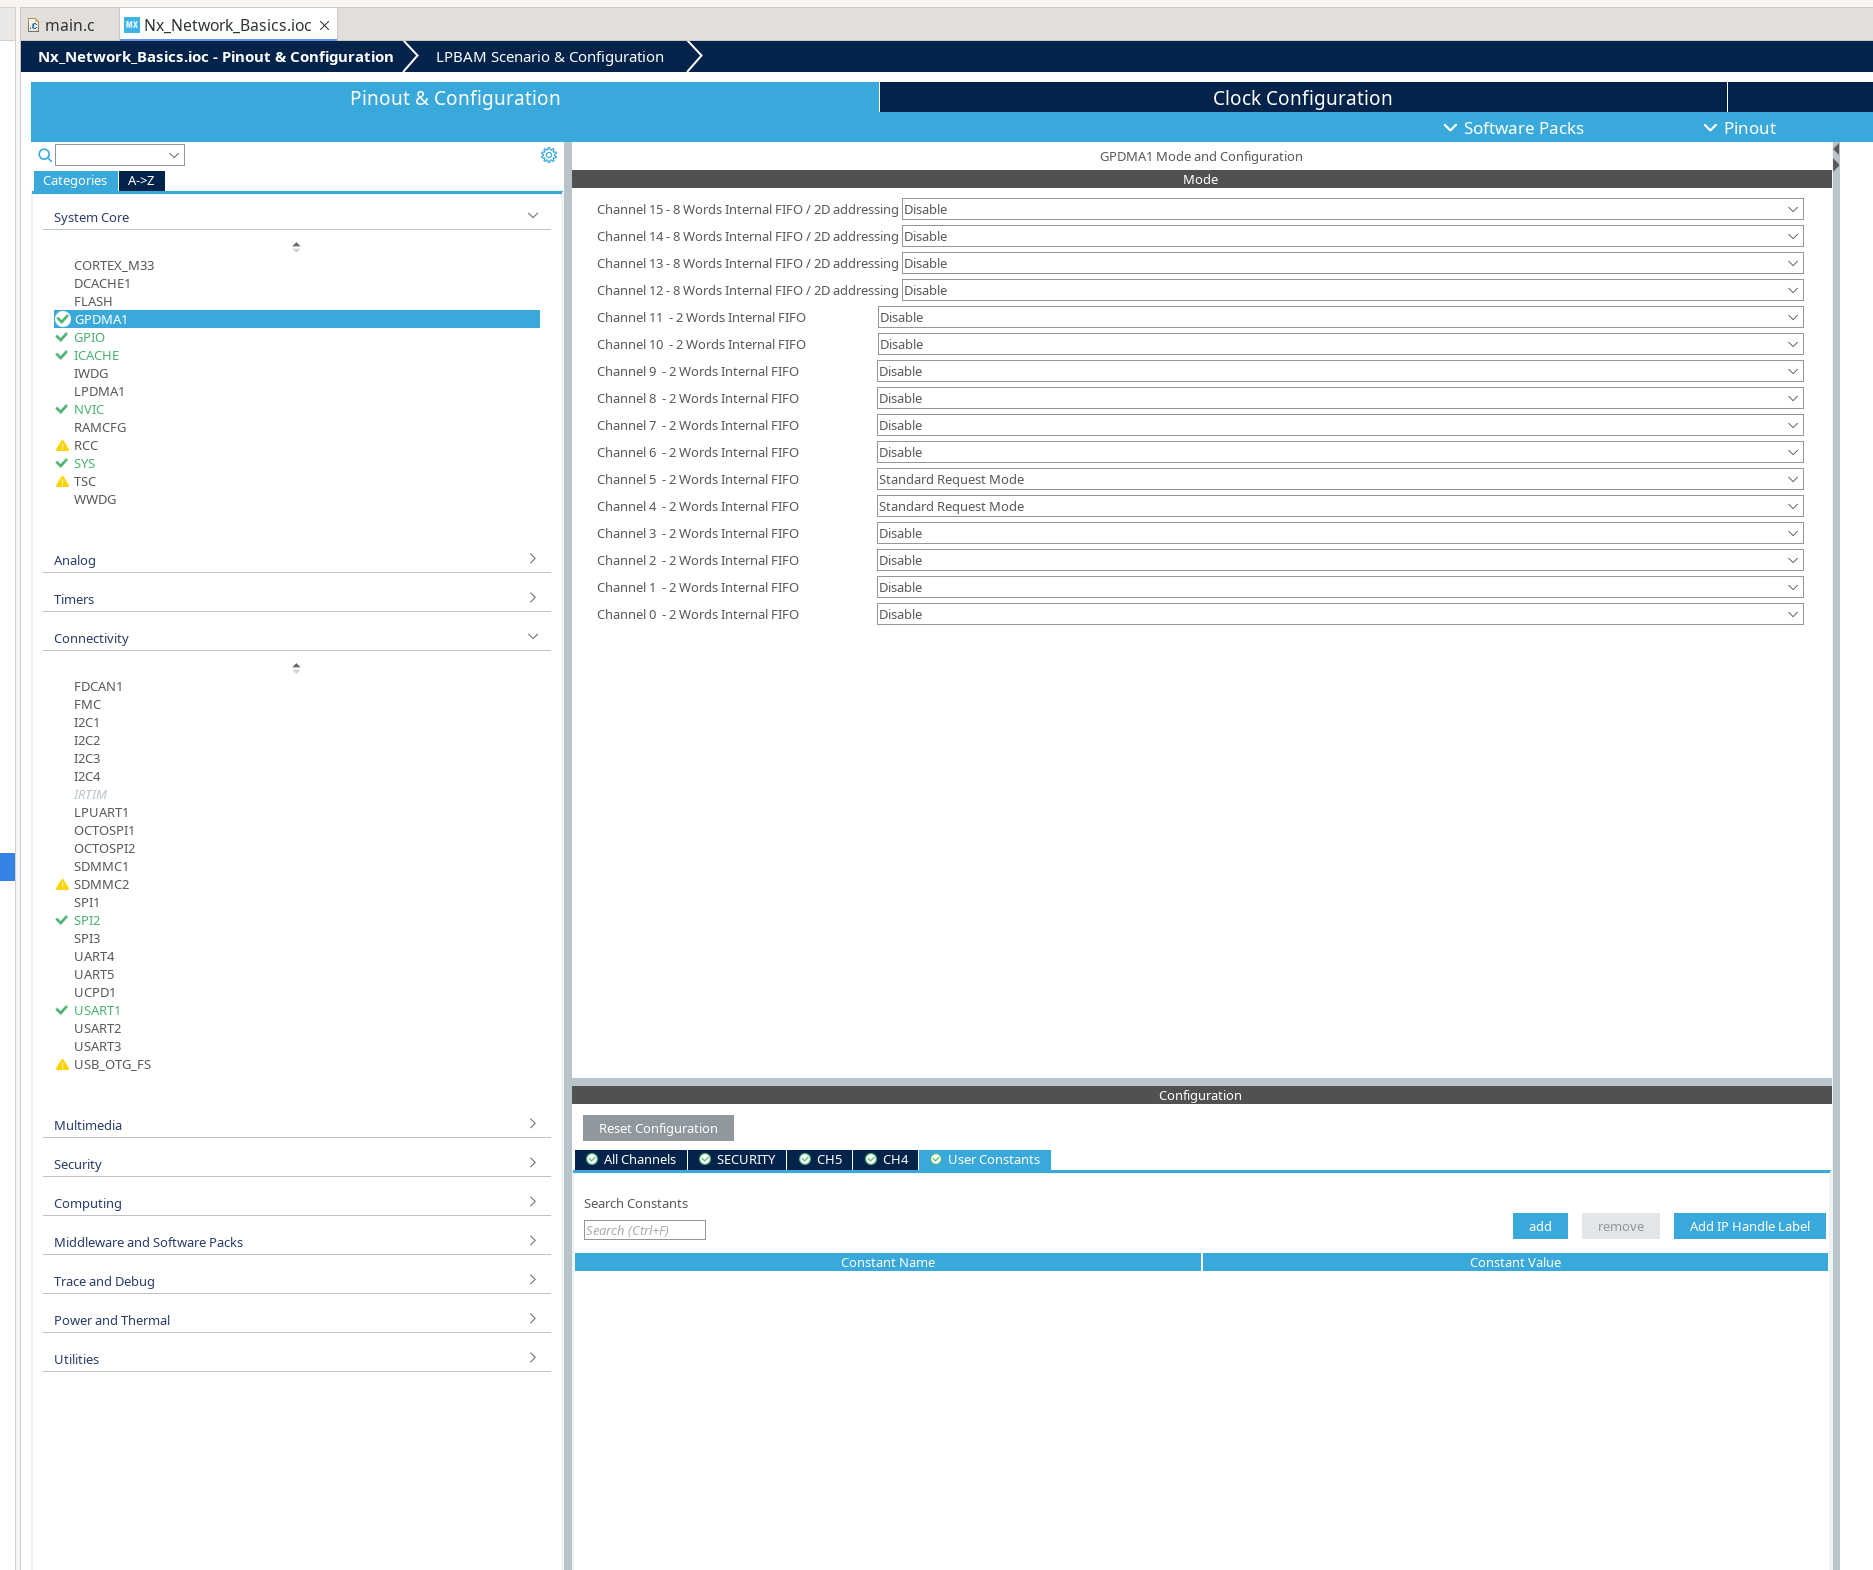 main.c
Nx_Network_Basics.ioc
Nx_Network_Basics.ioc - Pinout & Configuration
LPBAM Scenario & Configuration
Pinout & Configuration
Clock Configuration
Software Packs
Pinout
Categories
A->Z
System Core
CORTEX_M33
DCACHE1
FLASH
GPDMA1
GPIO
ICACHE
IWDG
LPDMA1
NVIC
RAMCFG
RCC
SYS
TSC
WWDG
Analog
Timers
Connectivity
FDCAN1
FMC
I2C1
I2C2
I2C3
I2C4
IRTIM
LPUART1
OCTOSPI1
OCTOSPI2
SDMMC1
SDMMC2
SPI1
SPI2
SPI3
UART4
UART5
UCPD1
USART1
USART2
USART3
USB_OTG_FS
Multimedia
Security
Computing
Middleware and Software Packs
Trace and Debug
Power and Thermal
Utilities
GPDMA1 Mode and Configuration
Mode
Channel 15 - 8 Words Internal FIFO / 2D addressing Disable
Channel 14 - 8 Words Internal FIFO / 2D addressing Disable
Channel 13 - 8 Words Internal FIFO / 2D addressing Disable
Channel 12 - 8 Words Internal FIFO / 2D addressing Disable
Channel 11 - 2 Words Internal FIFO Disable
Channel 10 - 2 Words Internal FIFO Disable
Channel 9 - 2 Words Internal FIFO Disable
Channel 8 - 2 Words Internal FIFO Disable
Channel 7 - 2 Words Internal FIFO Disable
Channel 6 - 2 Words Internal FIFO Disable
Channel 5 - 2 Words Internal FIFO Standard Request Mode
Channel 4 - 2 Words Internal FIFO Standard Request Mode
Channel 3 - 2 Words Internal FIFO Disable
Channel 2 - 2 Words Internal FIFO Disable
Channel 1 - 2 Words Internal FIFO Disable
Channel 0 - 2 Words Internal FIFO Disable
Configuration
Reset Configuration
All Channels
SECURITY
CH5
CH4
User Constants
Search Constants
Search (Ctrl+F)
add
remove
Add IP Handle Label
Constant Name
Constant Value